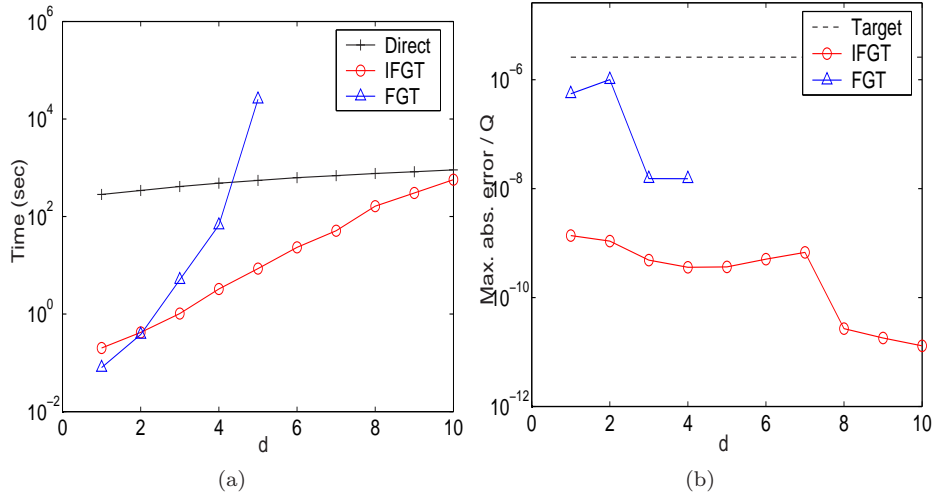 10^6
10^4
10^2
10^0
10^-2
Time (sec)
0
2
4
6
8
10
d
Direct
IFGT
FGT
(a)
10^-6
10^-8
10^-10
10^-12
Max. abs. error / Q
0
2
4
6
8
10
d
Target
IFGT
FGT
(b)